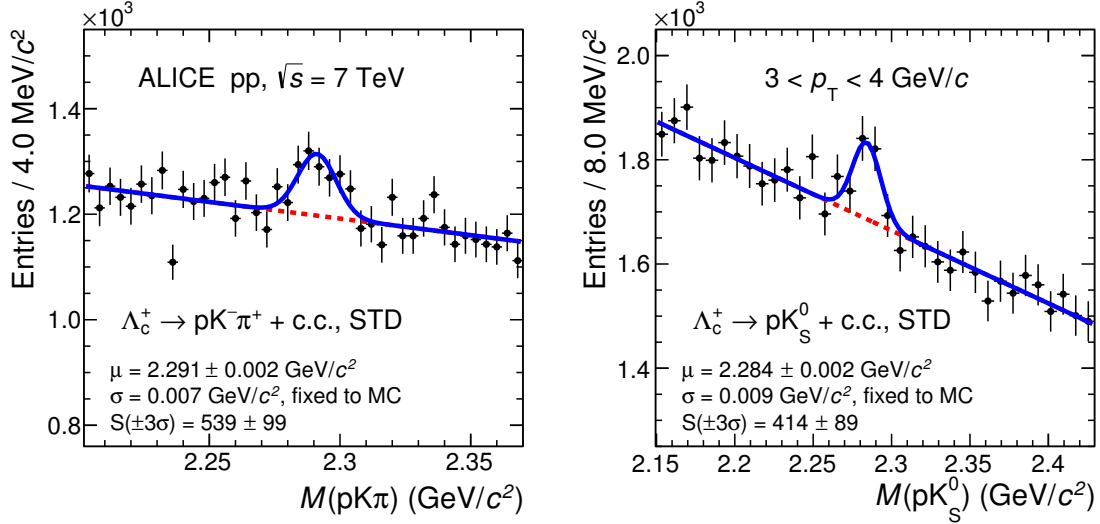 ×10³
Entries / 4.0 MeV/c²
1.4
1.2
1.0
0.8
ALICE pp, √s = 7 TeV
Λc⁺ → pK⁻π⁺ + c.c., STD
μ = 2.291 ± 0.002 GeV/c²
σ = 0.007 GeV/c², fixed to MC
S(±3σ) = 539 ± 99
2.25 2.3 2.35
M(pKπ) (GeV/c²)
×10³
Entries / 8.0 MeV/c²
2.0
1.8
1.6
1.4
3 < pT < 4 GeV/c
Λc⁺ → pK⁰S + c.c., STD
μ = 2.284 ± 0.002 GeV/c²
σ = 0.009 GeV/c², fixed to MC
S(±3σ) = 414 ± 89
2.15 2.2 2.25 2.3 2.35 2.4
M(pK⁰S) (GeV/c²)